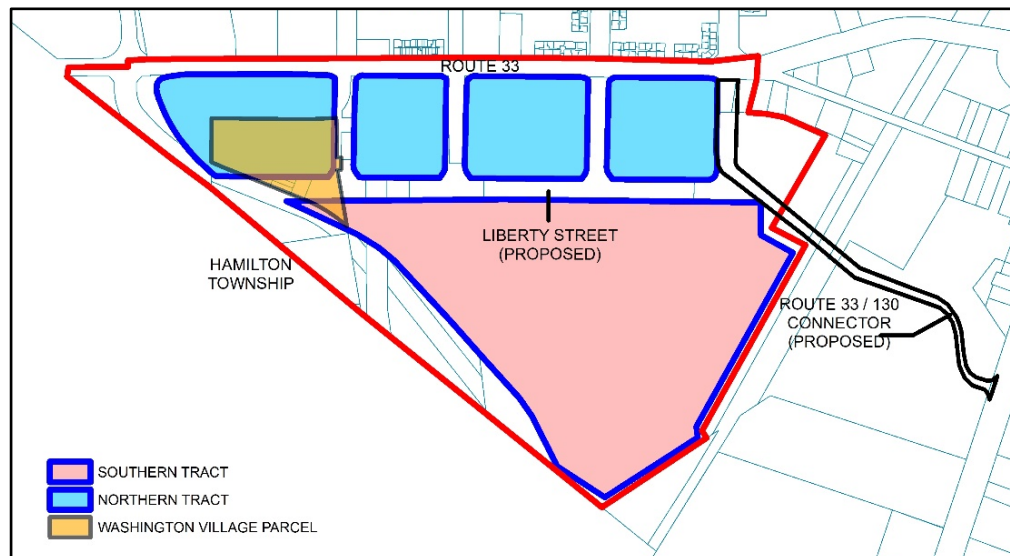 ROUTE 33
LIBERTY STREET
(PROPOSED)
HAMILTON
TOWNSHIP
ROUTE 33 / 130
CONNECTOR
(PROPOSED)
SOUTHERN TRACT
NORTHERN TRACT
WASHINGTON VILLAGE PARCEL